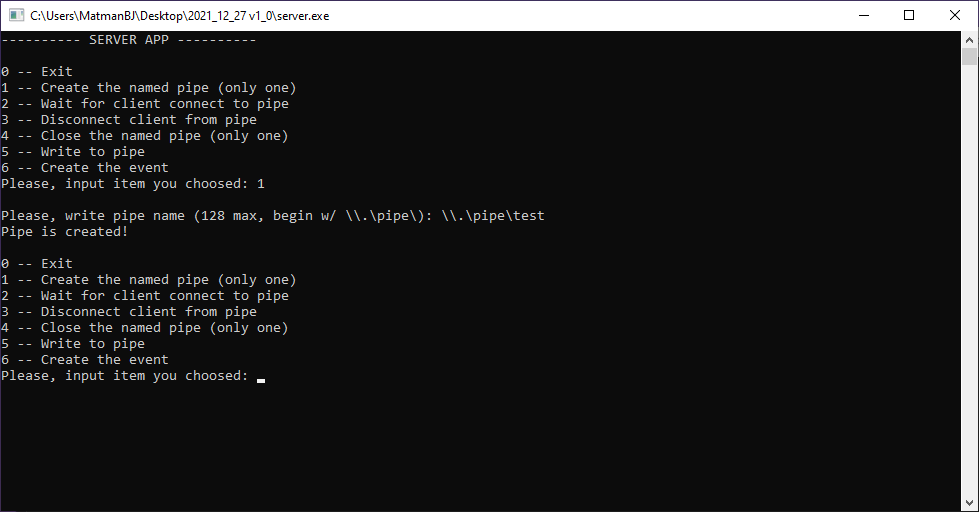 C:\Users\MatmanBJ\Desktop\2021_12_27 v1_0\server.exe
---------- SERVER APP ----------
0 -- Exit
1 -- Create the named pipe (only one)
2 -- Wait for client connect to pipe
3 -- Disconnect client from pipe
4 -- Close the named pipe (only one)
5 -- Write to pipe
6 -- Create the event
Please, input item you choosed: 1
Please, write pipe name (128 max, begin w/ \\.\pipe\): \\.\pipe\test
Pipe is created!
0 -- Exit
1 -- Create the named pipe (only one)
2 -- Wait for client connect to pipe
3 -- Disconnect client from pipe
4 -- Close the named pipe (only one)
5 -- Write to pipe
6 -- Create the event
Please, input item you choosed: